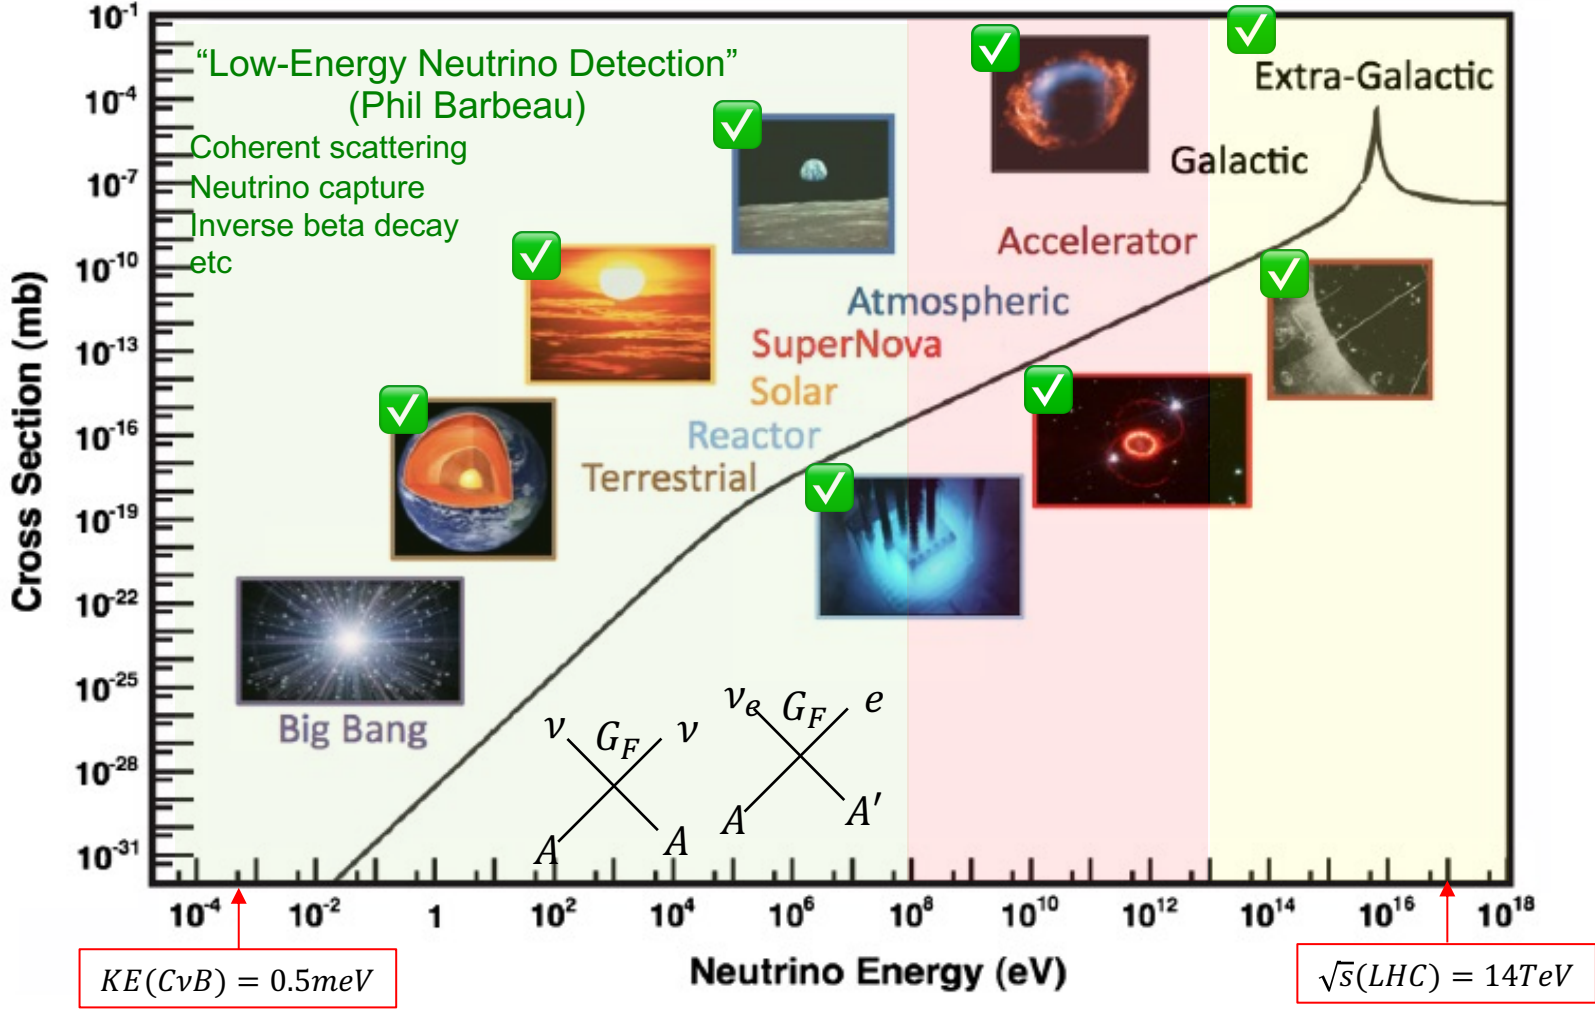 “Low-Energy Neutrino Detection”
(Phil Barbeau)
Coherent scattering
Neutrino capture
Inverse beta decay
etc
Extra-Galactic
Galactic
Accelerator
Atmospheric
SuperNova
Solar
Reactor
Terrestrial
Big Bang
ν G_F ν
A A
ν_e G_F e
A A′
Cross Section (mb)
10⁻¹
10⁻⁴
10⁻⁷
10⁻¹⁰
10⁻¹³
10⁻¹⁶
10⁻¹⁹
10⁻²²
10⁻²⁵
10⁻²⁸
10⁻³¹
10⁻⁴ 10⁻² 1 10² 10⁴ 10⁶ 10⁸ 10¹⁰ 10¹² 10¹⁴ 10¹⁶ 10¹⁸
Neutrino Energy (eV)
KE(CνB) = 0.5meV
√s(LHC) = 14TeV